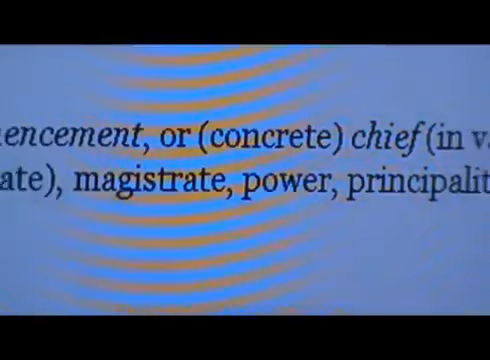 encement, or (concrete) chief (in v
ate), magistrate, power, principalit